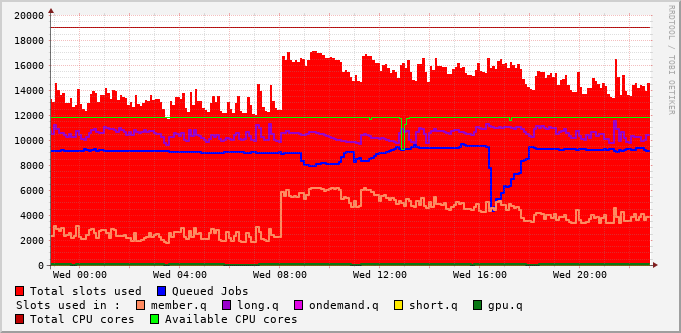 20000
18000
16000
14000
12000
10000
8000
6000
4000
2000
0
Wed 00:00 Wed 04:00 Wed 08:00 Wed 12:00 Wed 16:00 Wed 20:00
Total slots used Queued Jobs
Slots used in : member.q long.q ondemand.q short.q gpu.q
Total CPU cores Available CPU cores
RRDTOOL / TOBI OETIKER